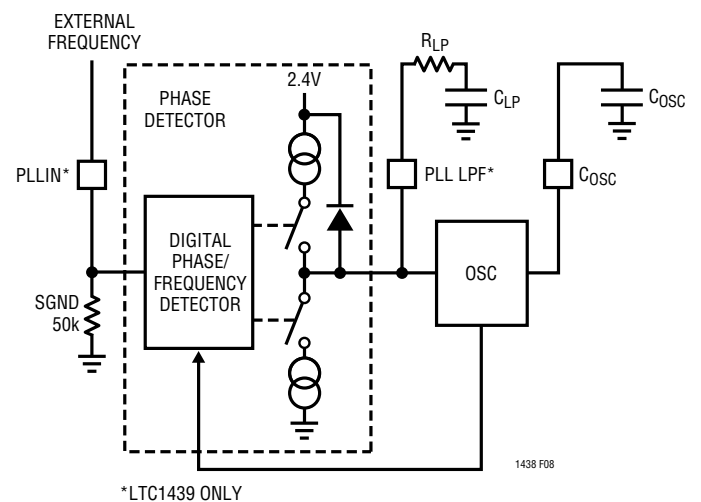 EXTERNAL
FREQUENCY
2.4V
PHASE
DETECTOR
RLP
CLP
COSC
PLLIN*
PLL LPF*
COSC
DIGITAL
PHASE/
FREQUENCY
DETECTOR
OSC
SGND
50k
1438 F08
*LTC1439 ONLY